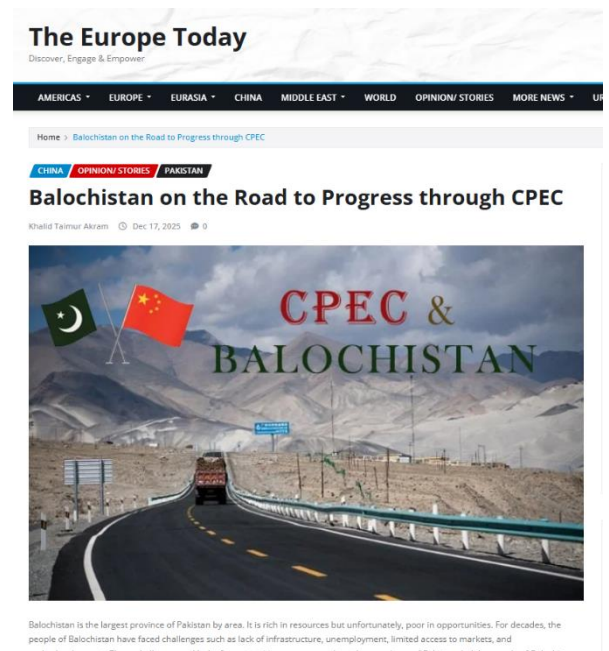 The Europe Today
Discover, Engage & Empower
AMERICAS EUROPE EURASIA CHINA MIDDLE EAST WORLD OPINION/ STORIES MORE NEWS UR
Home > Balochistan on the Road to Progress through CPEC
CHINA OPINION/ STORIES PAKISTAN
Balochistan on the Road to Progress through CPEC
Khalid Taimur Akram Dec 17, 2025 0
CPEC &
BALOCHISTAN
Balochistan is the largest province of Pakistan by area. It is rich in resources but unfortunately, poor in opportunities. For decades, the
people of Balochistan have faced challenges such as lack of infrastructure, unemployment, limited access to markets, and